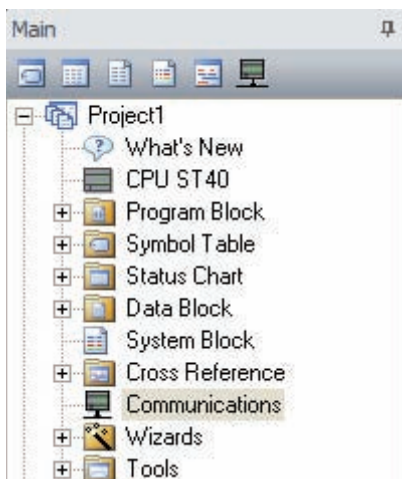 Main
Project1
What's New
CPU ST40
Program Block
Symbol Table
Status Chart
Data Block
System Block
Cross Reference
Communications
Wizards
Tools